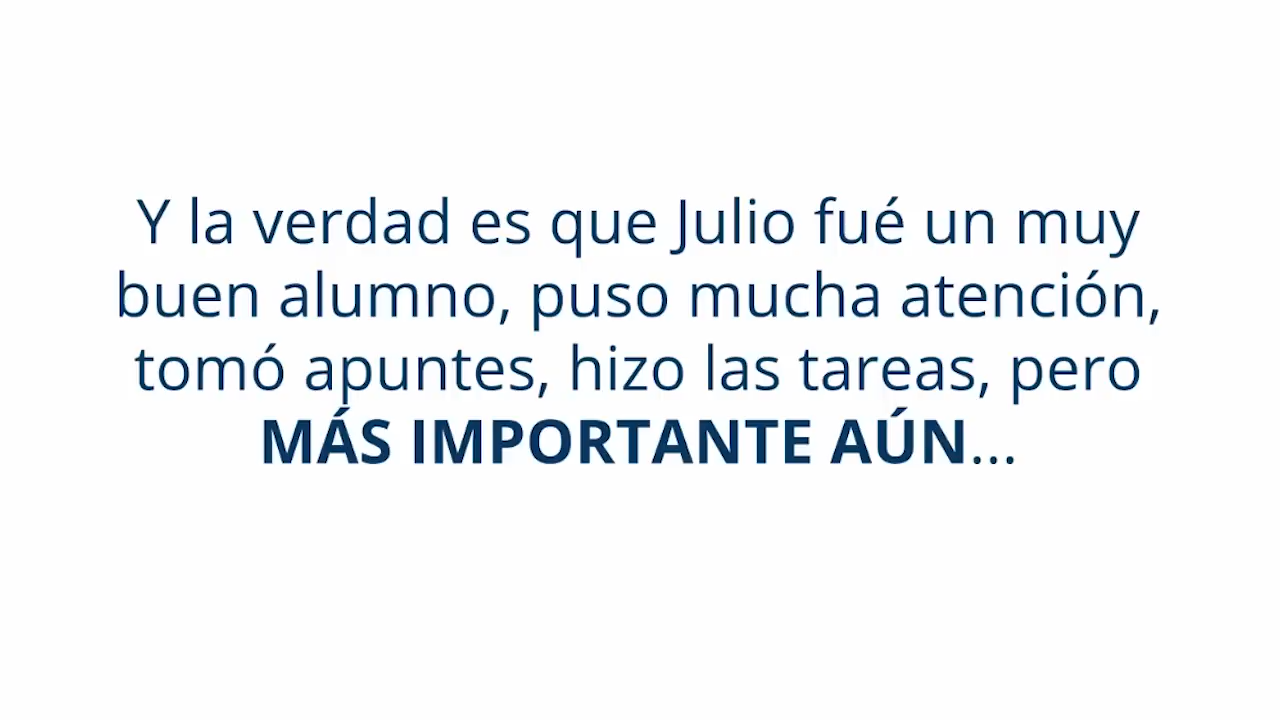 Y la verdad es que Julio fué un muy
buen alumno, puso mucha atención,
tomó apuntes, hizo las tareas, pero
MÁS IMPORTANTE AÚN...